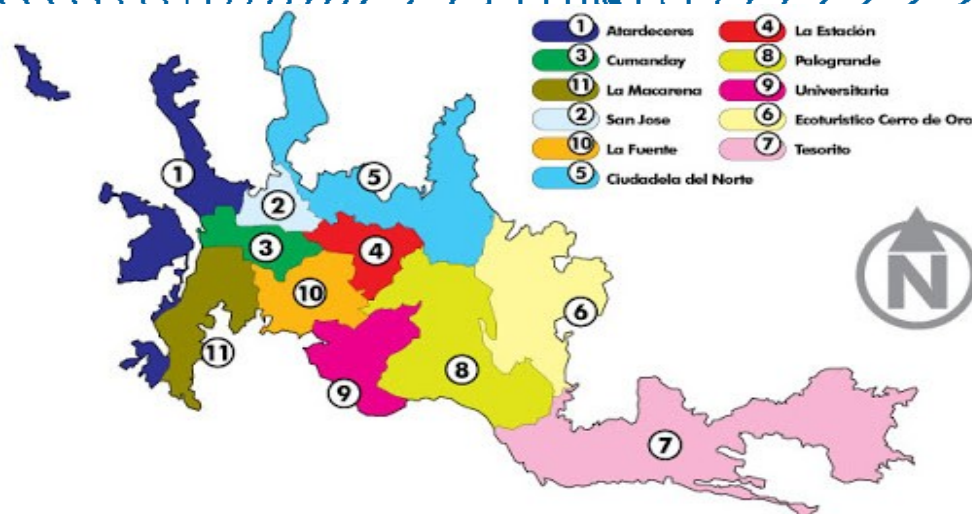 1 Atardeceres
3 Cumanday
11 La Macarena
2 San Jose
10 La Fuente
5 Ciudadela del Norte
4 La Estación
8 Palogrande
9 Universitaria
6 Ecoturistico Cerro de Oro
7 Tesorito
1
2
5
3
4
10
6
11
9
8
7
N